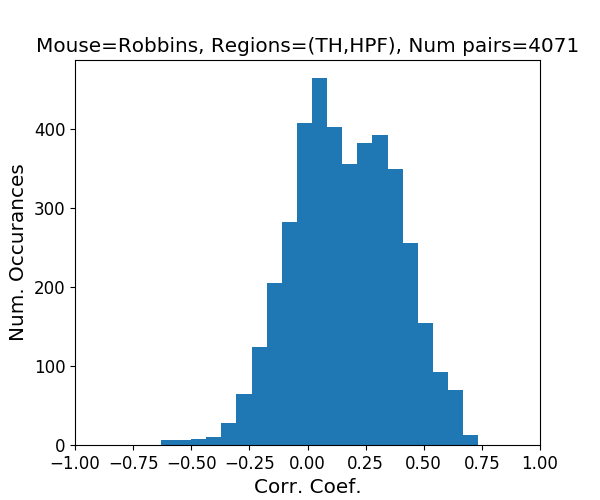 Mouse=Robbins, Regions=(TH,HPF), Num pairs=4071
Num. Occurances
400
300
200
100
0
−1.00 −0.75 −0.50 −0.25 0.00 0.25 0.50 0.75 1.00
Corr. Coef.